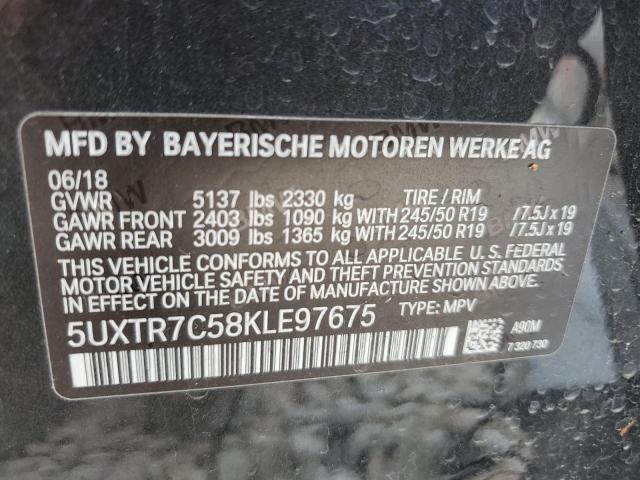 MFD BY BAYERISCHE MOTOREN WERKE AG
06/18
GVWR 5137 lbs 2330 kg TIRE / RIM
GAWR FRONT 2403 lbs 1090 kg WITH 245/50 R19 /7.5J x 19
GAWR REAR 3009 lbs 1365 kg WITH 245/50 R19 /7.5J x 19
THIS VEHICLE CONFORMS TO ALL APPLICABLE U. S. FEDERAL
MOTOR VEHICLE SAFETY AND THEFT PREVENTION STANDARDS
IN EFFECT ON THE DATE OF MANUFACTURE SHOWN ABOVE.
5UXTR7C58KLE97675 TYPE: MPV
A90M
7 320 730